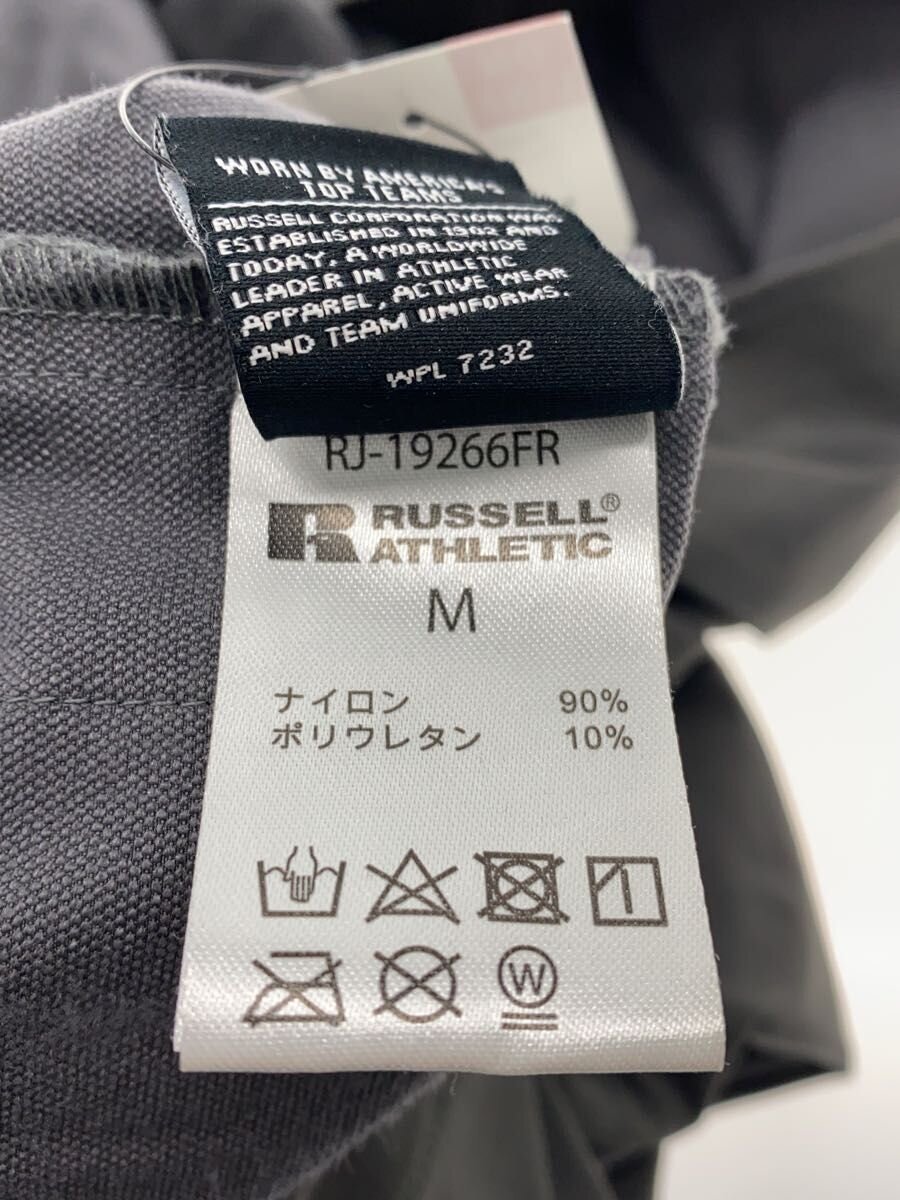 WORN BY AMERICA'S
TOP TEAMS
RUSSELL CORPORATION WAS
ESTABLISHED IN 1902 AND
TODAY, A WORLDWIDE
LEADER IN ATHLETIC
APPAREL, ACTIVE WEAR
AND TEAM UNIFORMS.
WPL 7232
RJ-19266FR
R RUSSELL®
ATHLETIC
M
ナイロン 90%
ポリウレタン 10%
W